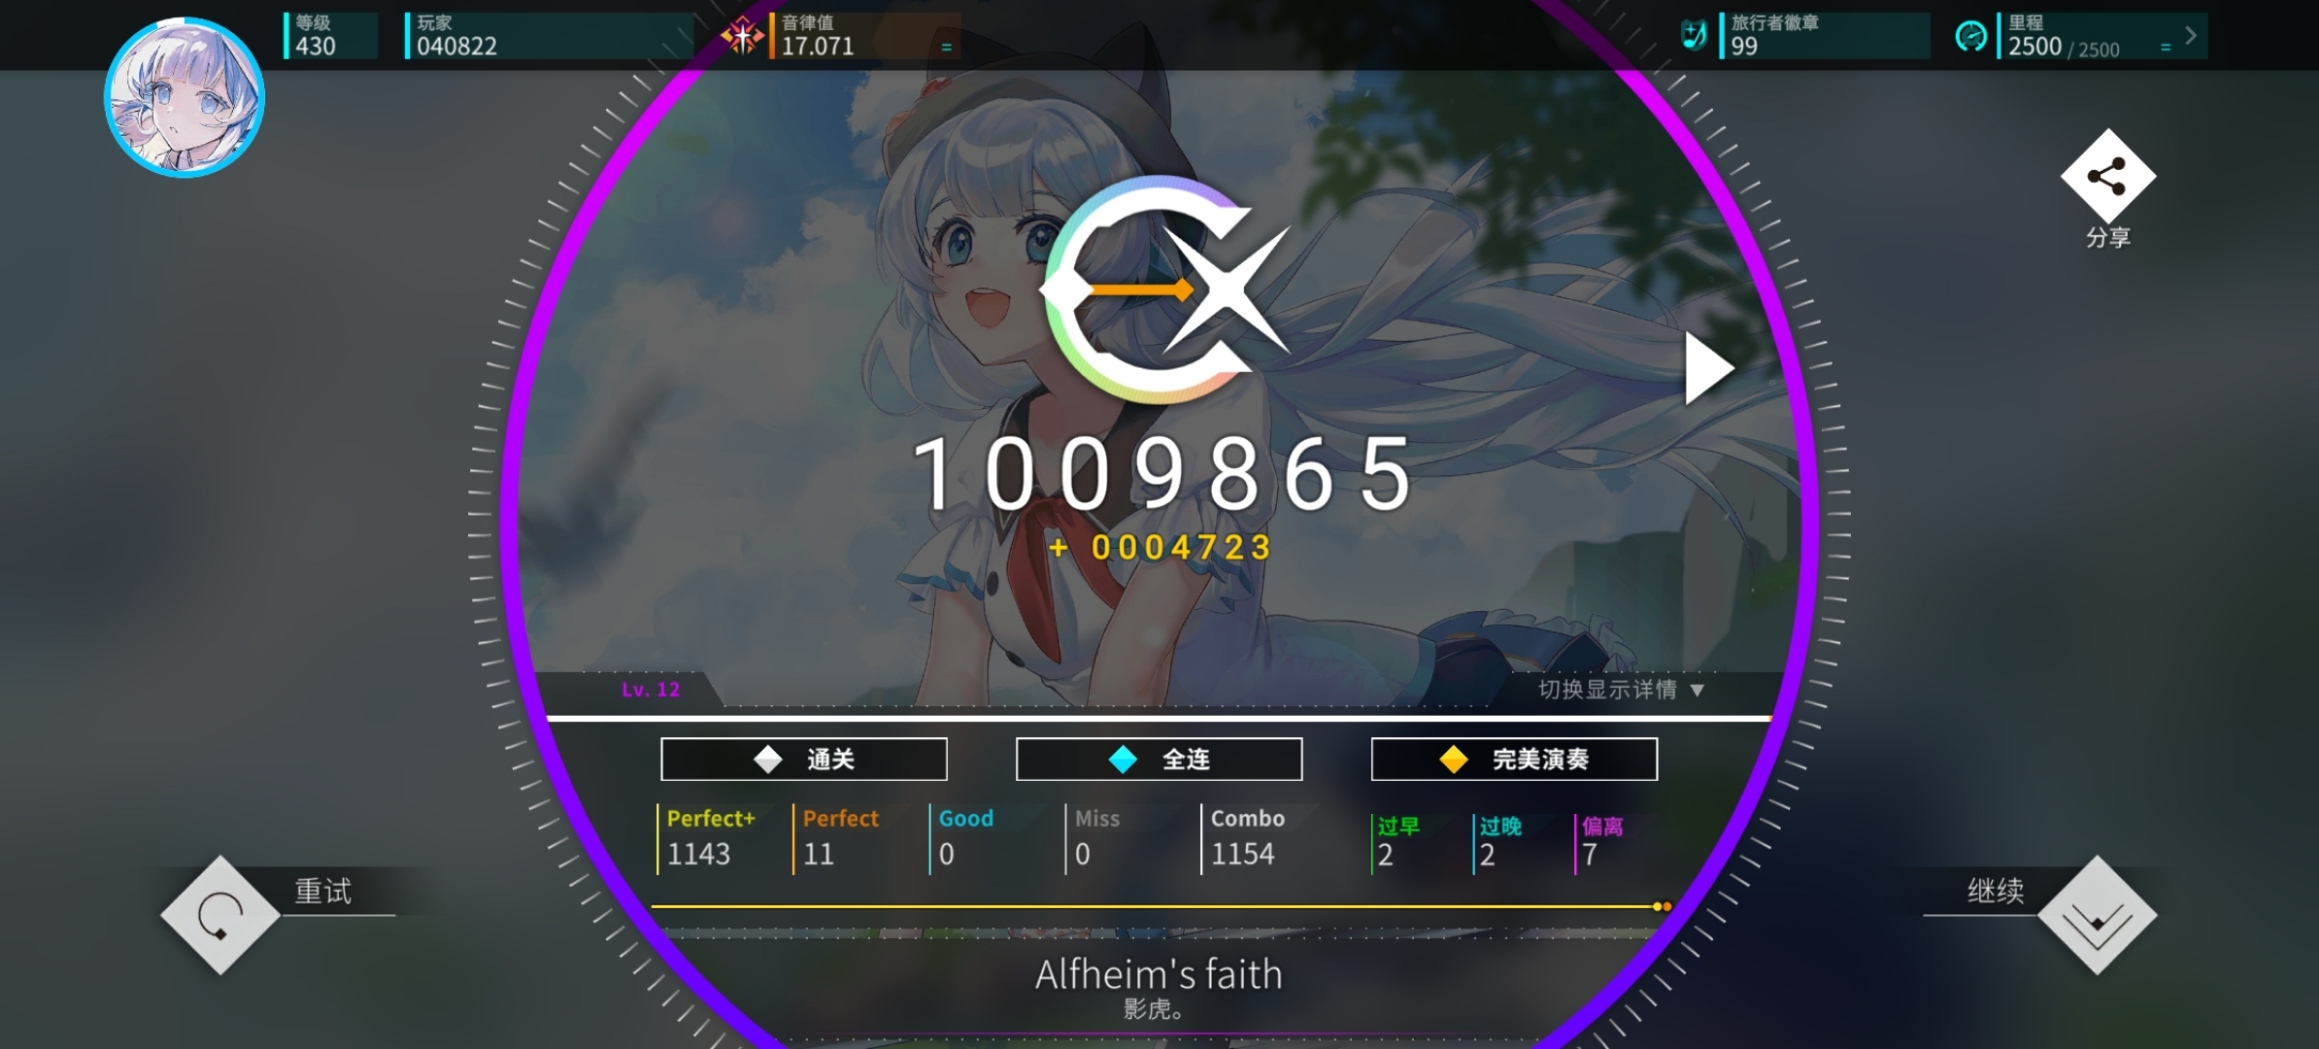 等级
430
玩家
040822
音律值
17.071 =
旅行者徽章
99
里程
2500 / 2500 =
分享
1009865
+ 0004723
Lv. 12
切换显示详情 ▼
通关
全连
完美演奏
Perfect+
1143
Perfect
11
Good
0
Miss
0
Combo
1154
过早
2
过晚
2
偏离
7
重试
继续
Alfheim's faith
影虎。